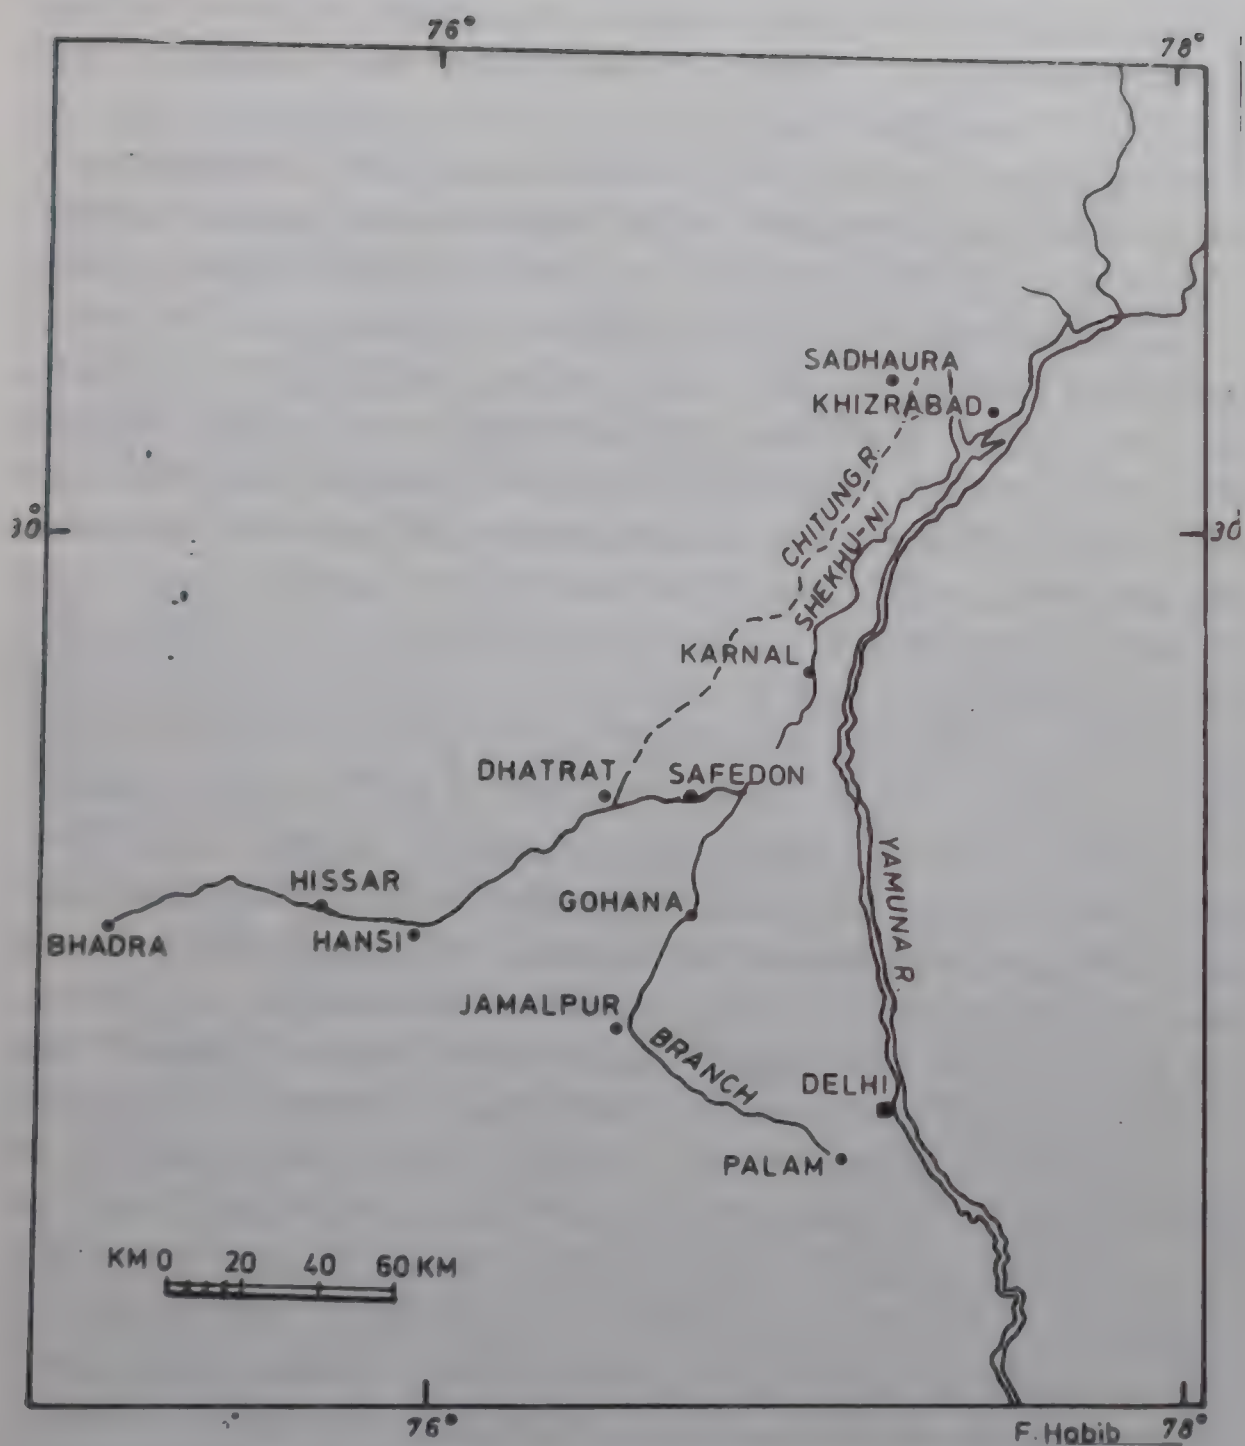 76°
78°
SADHAURA
KHIZRABAD
CHITUNG R.
SHEKHU-NI
30°
30
KARNAL
DHATRAT
SAFEDON
YAMUNA R.
HISSAR
GOHANA
BHADRA
HANSI
JAMALPUR
BRANCH
DELHI
PALAM
KM 0 20 40 60 KM
76°
F. Habib 78°